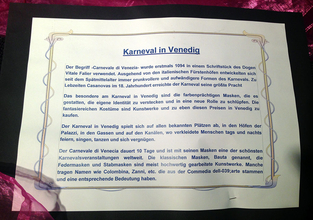 Karneval in Venedig
Der Begriff -Carnevale di Venezia- wurde erstmals 1094 in einem Schriftstück des Dogen
Vitale Falier verwendet. Ausgehend von den italienischen Fürstenhöfen entwickelten sich
seit dem Spätmittelalter immer prunkvollere und aufwändigere Formen des Karnevals. Zu
Lebzeiten Casanovas im 18. Jahrhundert erreichte der Karneval seine größte Pracht
Das besondere am Karneval in Venedig sind die farbenprächtigen Masken, die es
gestatten, die eigene Identität zu verstecken und in eine neue Rolle zu schlüpfen. Die
fantasiereichen Kostüme sind Kunstwerke und zu eben diesen Preisen in Venedig zu
kaufen.
Der Karneval in Venedig spielt sich auf allen bekannten Plätzen ab, in den Höfen der
Palazzi, in den Gassen und auf den Kanälen, wo verkleidete Menschen tags und nachts
feiern, singen, tanzen und sich vergnügen.
Der Carnevale di Venezia dauert 10 Tage und ist mit seinen Masken eine der schönsten
Karnevalsveranstaltungen weltweit. Die klassischen Masken, Bauta genannt, die
Federmasken und Stabmasken sind meist hochwertig gearbeitete Kunstwerke. Manche
tragen Namen wie Colombina, Zanni, etc. die aus der Commedia dell-039;arte stammen
und eine entsprechende Bedeutung haben.